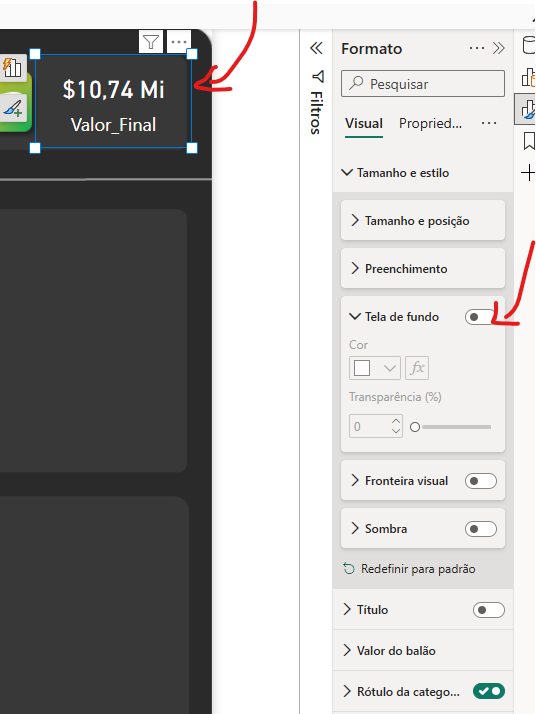 $10,74 Mi
Valor_Final
Filtros
Formato
Pesquisar
Visual
Propried...
Tamanho e estilo
Tamanho e posição
Preenchimento
Tela de fundo
Cor
fx
Transparência (%)
0
Fronteira visual
Sombra
Redefinir para padrão
Título
Valor do balão
Rótulo da catego...